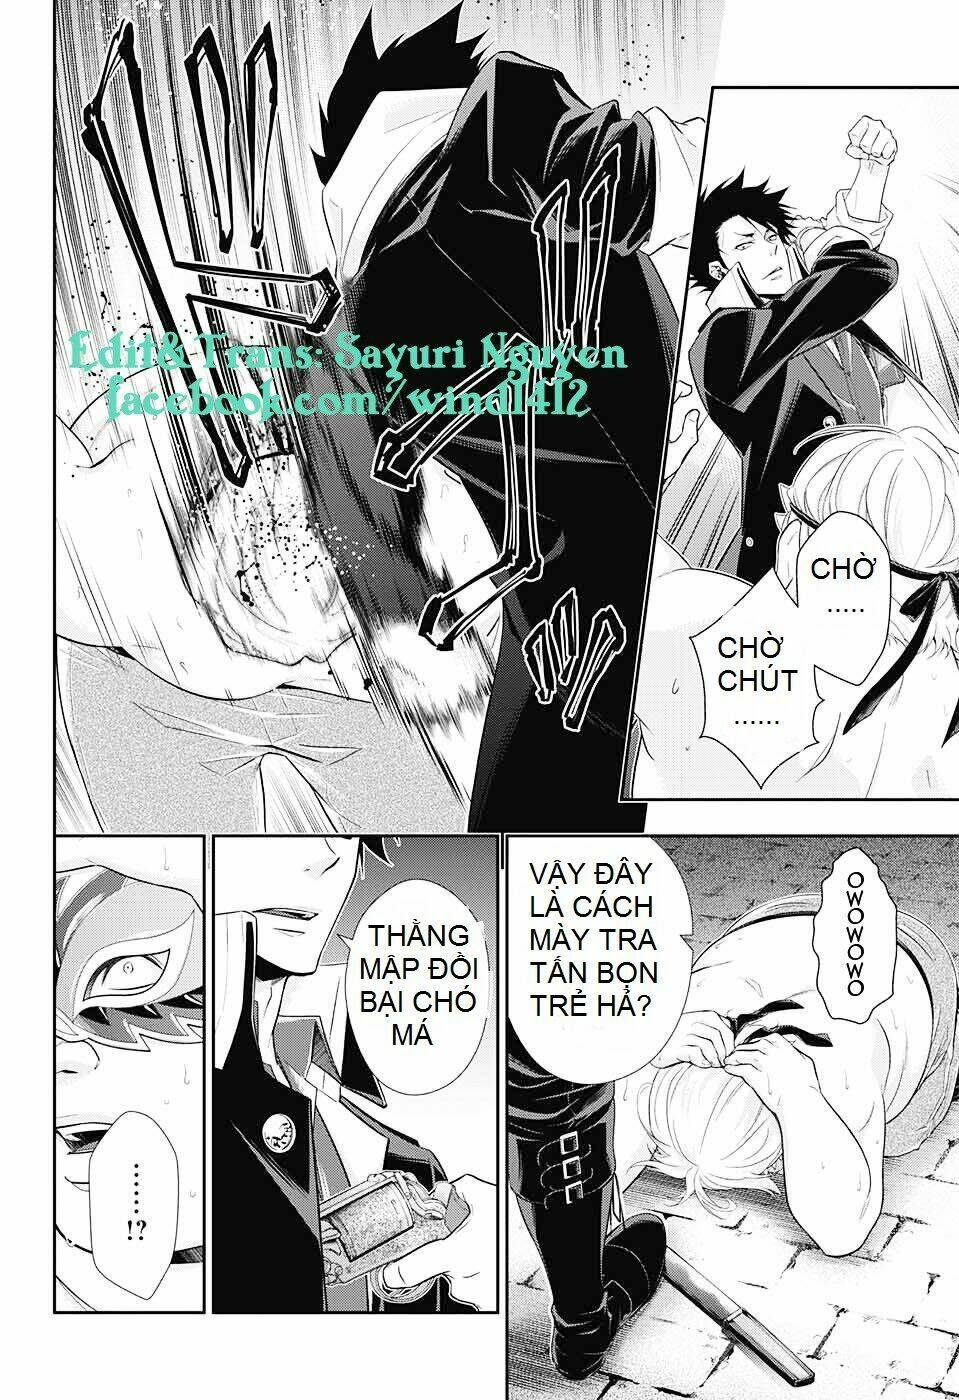 CHỜ
.....
CHỜ
CHÚT
......
Edit& Trans: Sayuri Nguyen
facebook.com/wind1412
OWOWOWO
VẬY ĐÂY
LÀ CÁCH
MÀY TRA
TẤN BỌN
TRẺ HẢ?
THẰNG
MẬP ĐỒI
BẠI CHÓ
MÁ
......!?